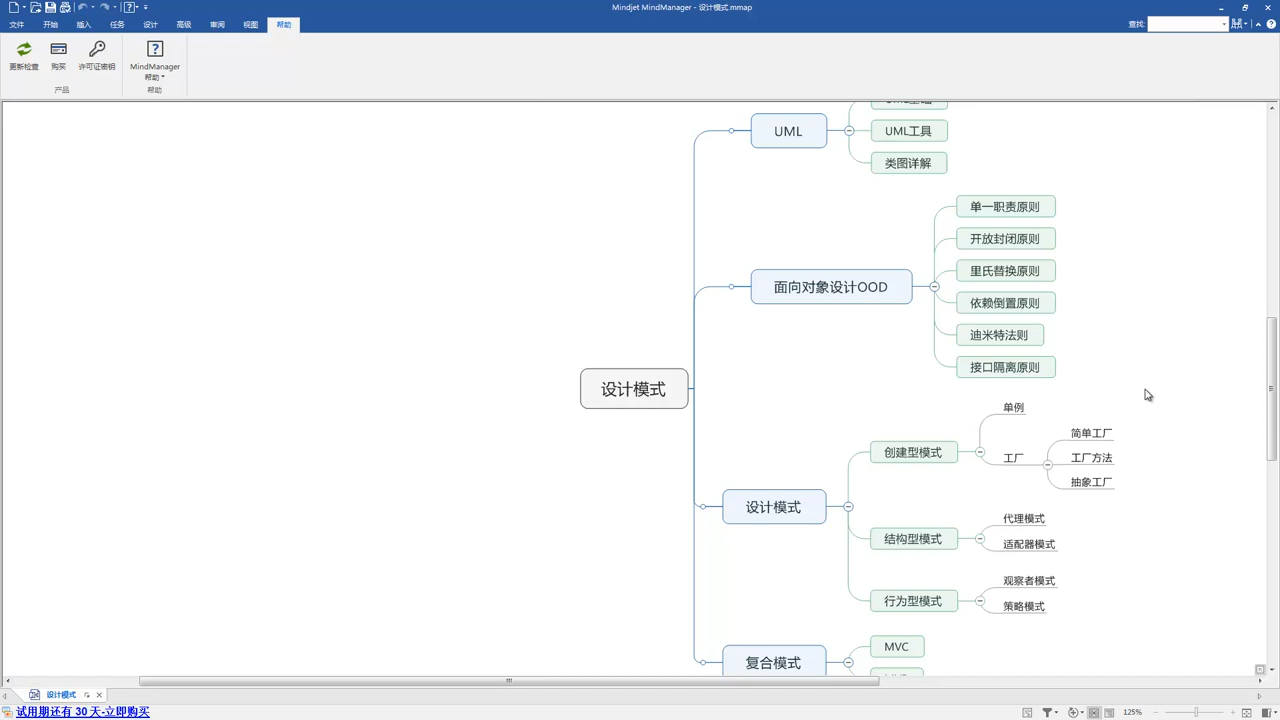 Mindjet MindManager - 设计模式.mmap
文件 开始 插入 任务 设计 高级 审阅 视图 帮助
查找:
更新检查 购买 许可证密钥 MindManager 帮助
产品 帮助
UML
UML工具
类图详解
面向对象设计OOD
单一职责原则
开放封闭原则
里氏替换原则
依赖倒置原则
迪米特法则
接口隔离原则
设计模式
设计模式
创建型模式
单例
工厂
简单工厂
工厂方法
抽象工厂
结构型模式
代理模式
适配器模式
行为型模式
观察者模式
策略模式
复合模式
MVC
设计模式
试用期还有 30 天-立即购买
125%